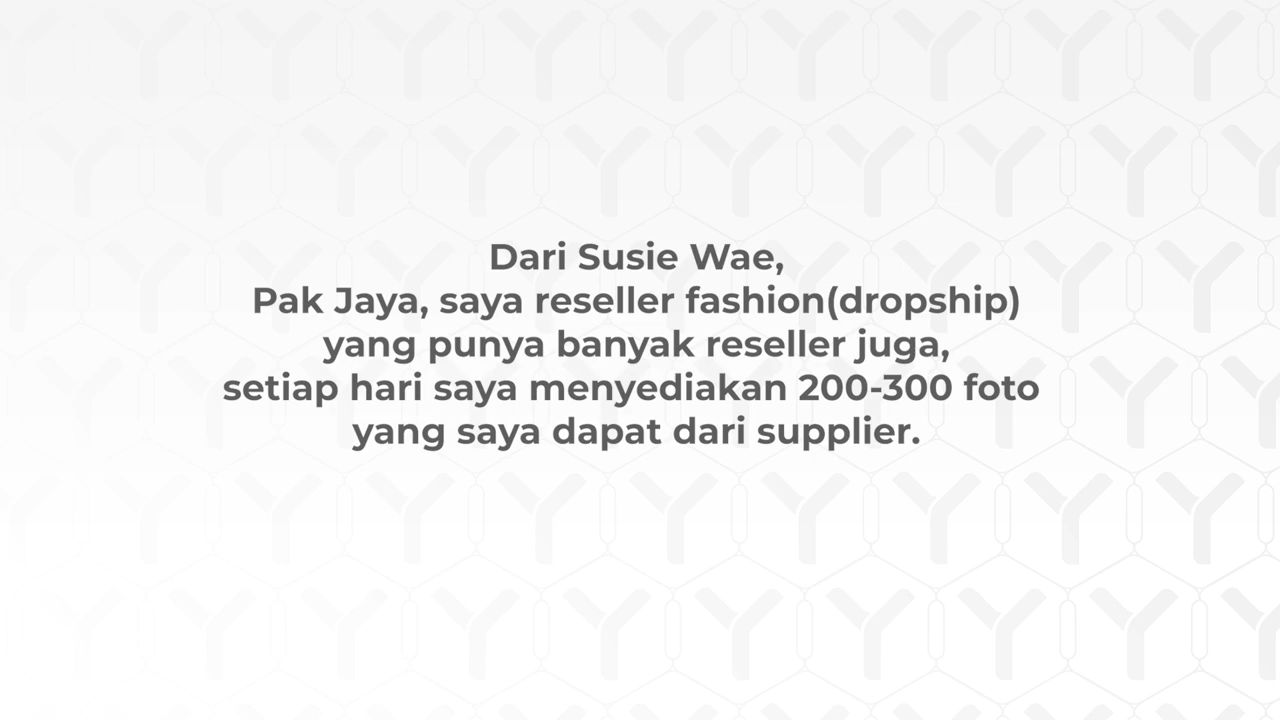 Dari Susie Wae,
Pak Jaya, saya reseller fashion(dropship)
yang punya banyak reseller juga,
setiap hari saya menyediakan 200-300 foto
yang saya dapat dari supplier.